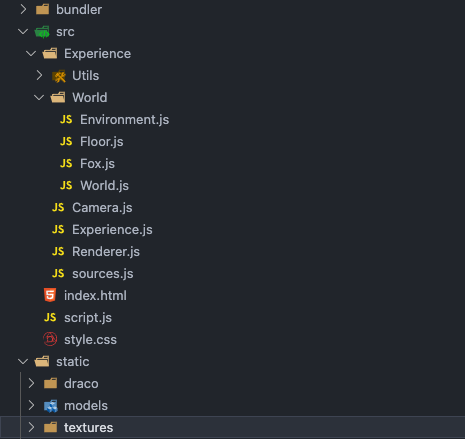 bundler
src
Experience
Utils
World
JS Environment.js
JS Floor.js
JS Fox.js
JS World.js
JS Camera.js
JS Experience.js
JS Renderer.js
JS sources.js
5 index.html
JS script.js
style.css
static
draco
models
textures